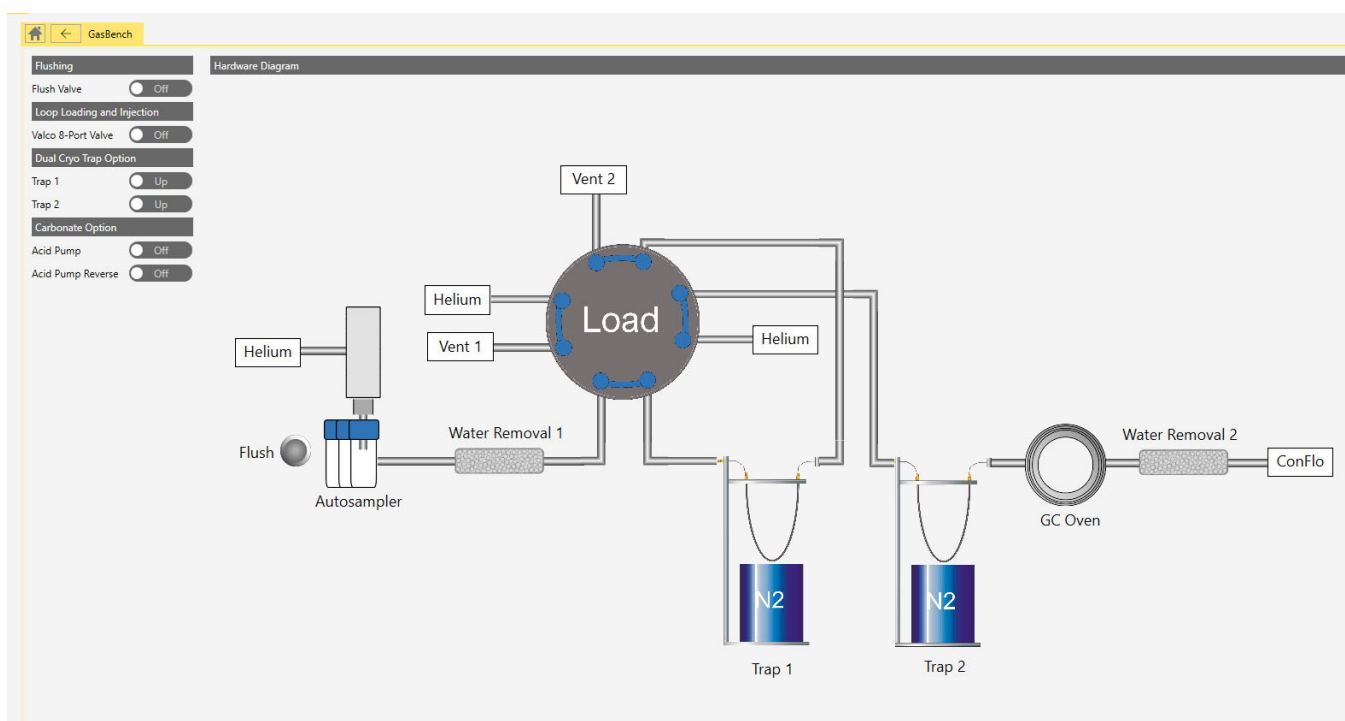 GasBench
Flushing
Hardware Diagram
Flush Valve Off
Loop Loading and Injection
Valco 8-Port Valve Off
Dual Cryo Trap Option
Trap 1 Up
Trap 2 Up
Carbonate Option
Acid Pump Off
Acid Pump Reverse Off
Vent 2
Helium
Load
Vent 1
Helium
Helium
Flush
Autosampler
Water Removal 1
Water Removal 2
ConFlo
GC Oven
N2
N2
Trap 1
Trap 2